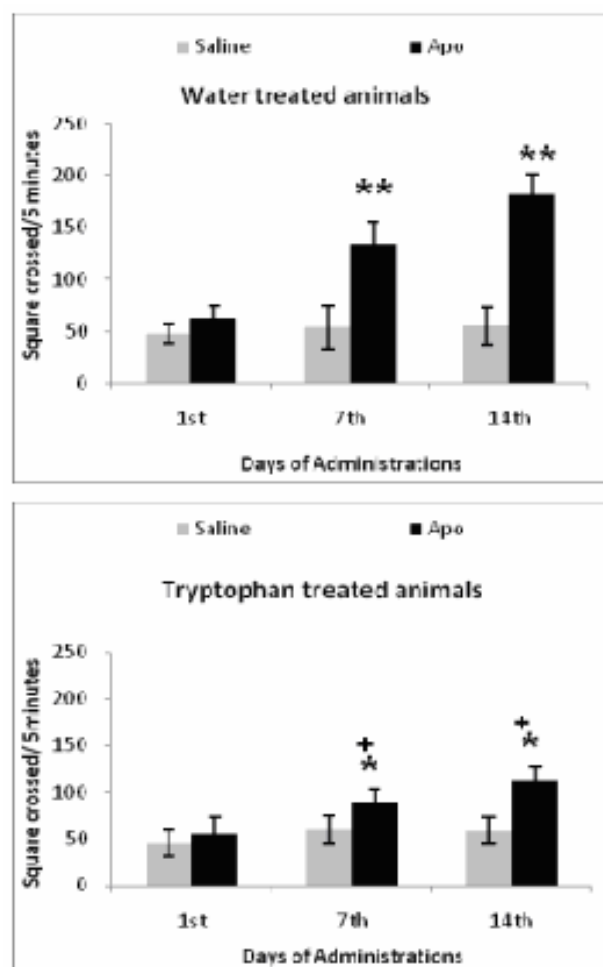 Saline Apo
Water treated animals
250
200
150
100
50
0
Square crossed/5 minutes
** **
1st 7th 14th
Days of Administrations
Saline Apo
Tryptophan treated animals
250
200
150
100
50
0
Square crossed/ 5minutes
+ +
* *
1st 7th 14th
Days of Administrations